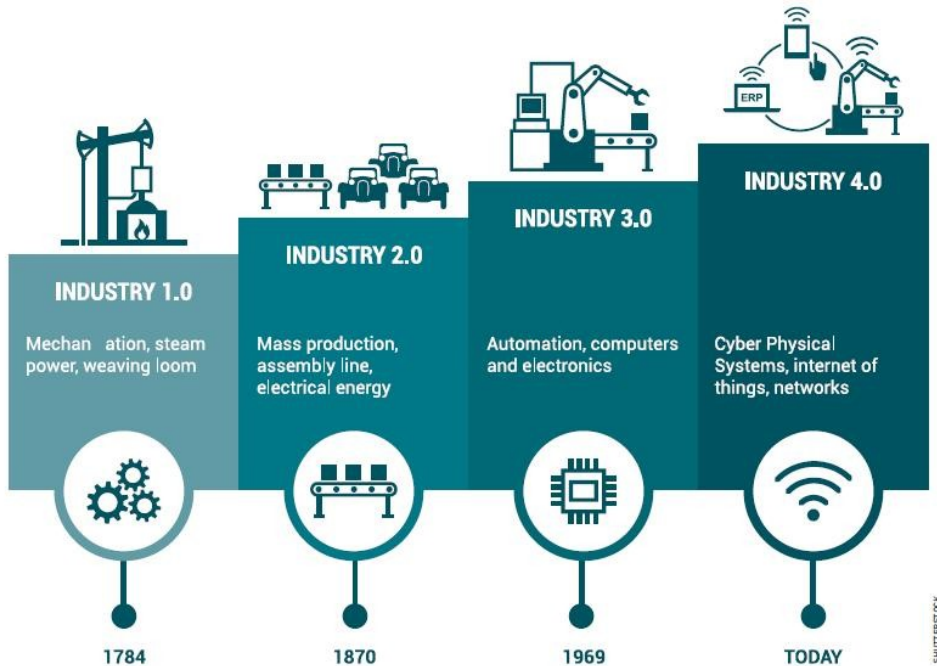 ERP
INDUSTRY 1.0
Mechan ation, steam
power, weaving loom
INDUSTRY 2.0
Mass production,
assembly line,
electrical energy
INDUSTRY 3.0
Automation, computers
and electronics
INDUSTRY 4.0
Cyber Physical
Systems, internet of
things, networks
1784
1870
1969
TODAY
SHUTTERSTOCK